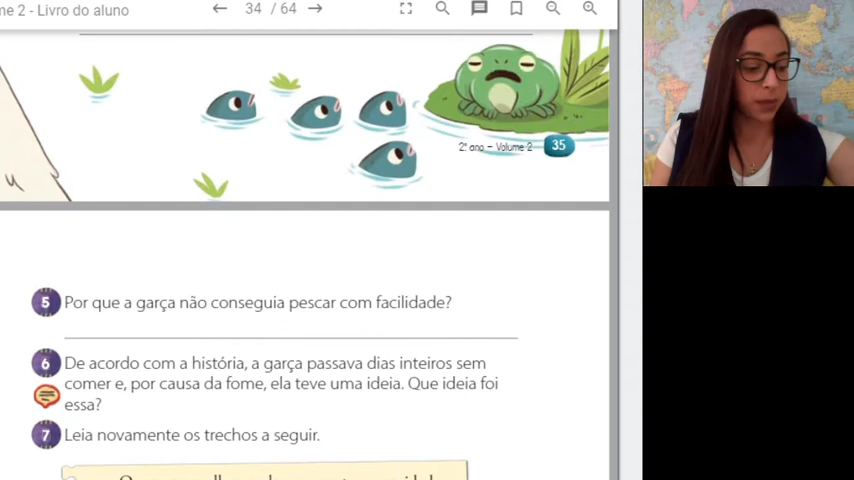 me 2 - Livro do aluno
34 / 64
2º ano – Volume 2 35
5 Por que a garça não conseguia pescar com facilidade?
6 De acordo com a história, a garça passava dias inteiros sem
comer e, por causa da fome, ela teve uma ideia. Que ideia foi
essa?
7 Leia novamente os trechos a seguir.